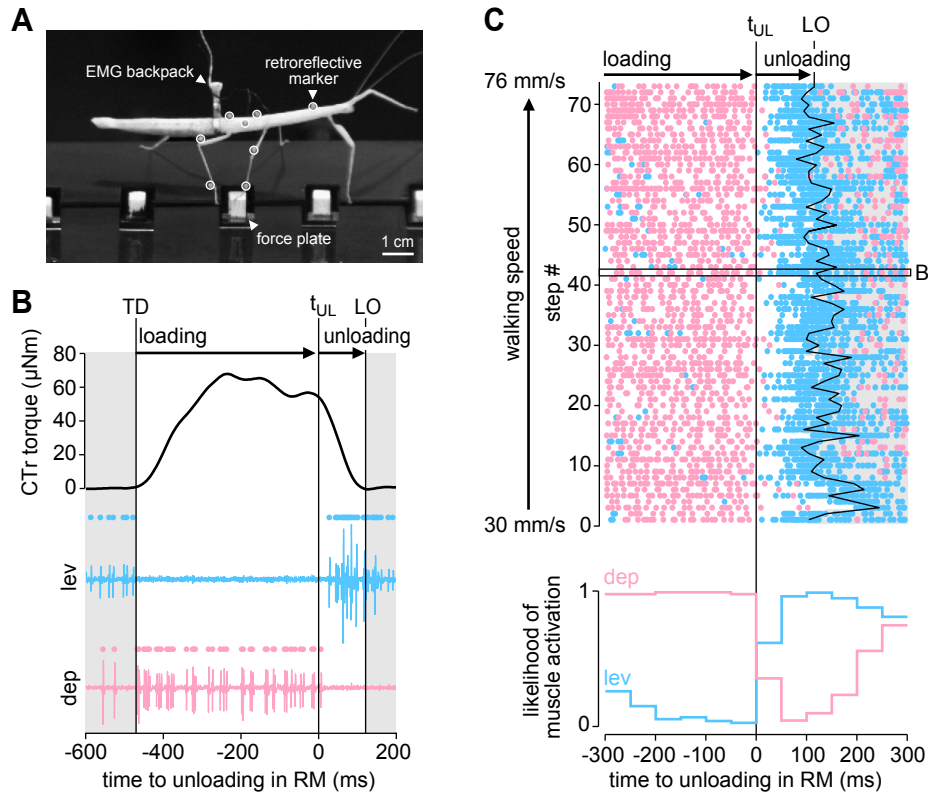 A
EMG backpack
retroreflective
marker
force plate
1 cm
B
TD
t_UL
LO
loading
unloading
80
60
40
20
0
CTr torque (µNm)
lev
dep
-600
-400
-200
0
200
time to unloading in RM (ms)
C
t_UL
LO
loading
unloading
76 mm/s
walking speed
30 mm/s
step #
70
60
50
40
30
20
10
0
B
dep
lev
likelihood of
muscle activation
1
0
-300
-200
-100
0
100
200
300
time to unloading in RM (ms)